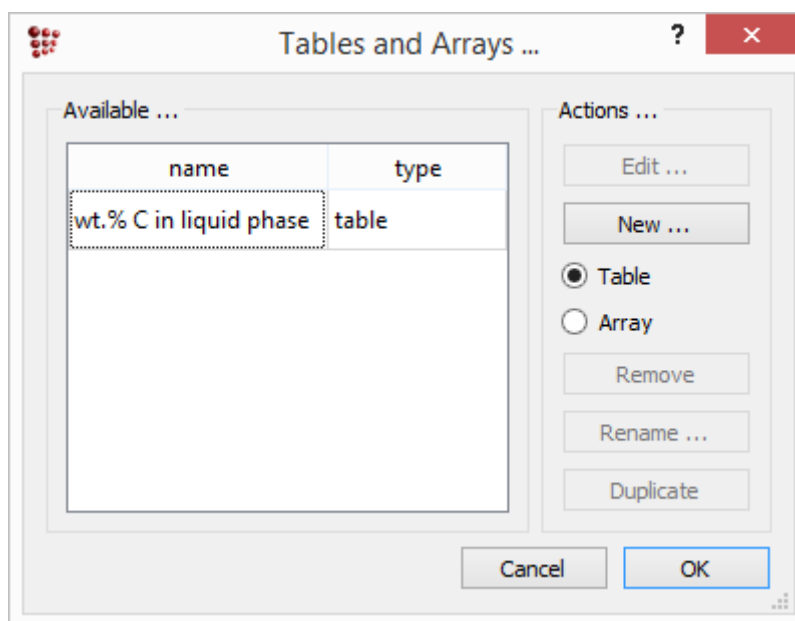 Tables and Arrays ...
?
Available ...
name type
wt.% C in liquid phase table
Actions ...
Edit ...
New ...
Table
Array
Remove
Rename ...
Duplicate
Cancel OK